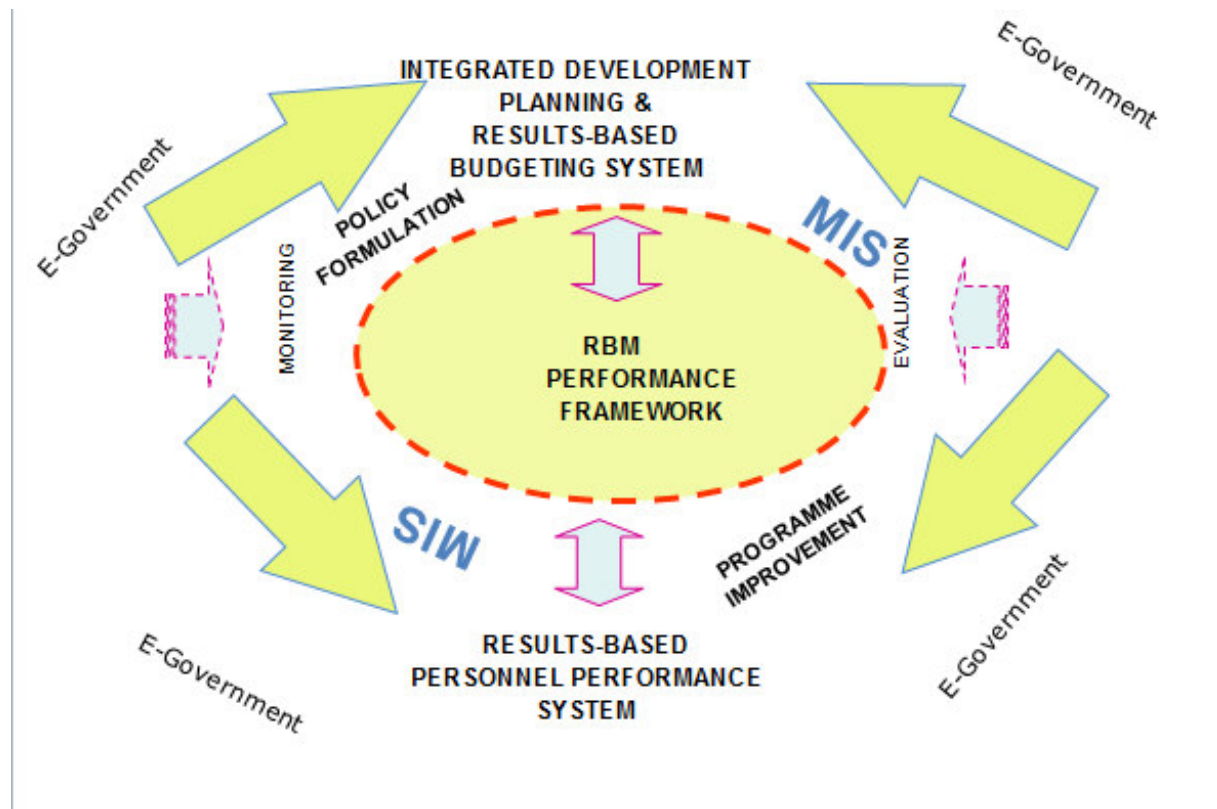 E-Government
INTEGRATED DEVELOPMENT
PLANNING &
RESULTS-BASED
BUDGETING SYSTEM
E-Government
POLICY
FORMULATION
MIS
MONITORING
EVALUATION
RBM
PERFORMANCE
FRAMEWORK
MIS
PROGRAMME
IMPROVEMENT
E-Government
RESULTS-BASED
PERSONNEL PERFORMANCE
SYSTEM
E-Government